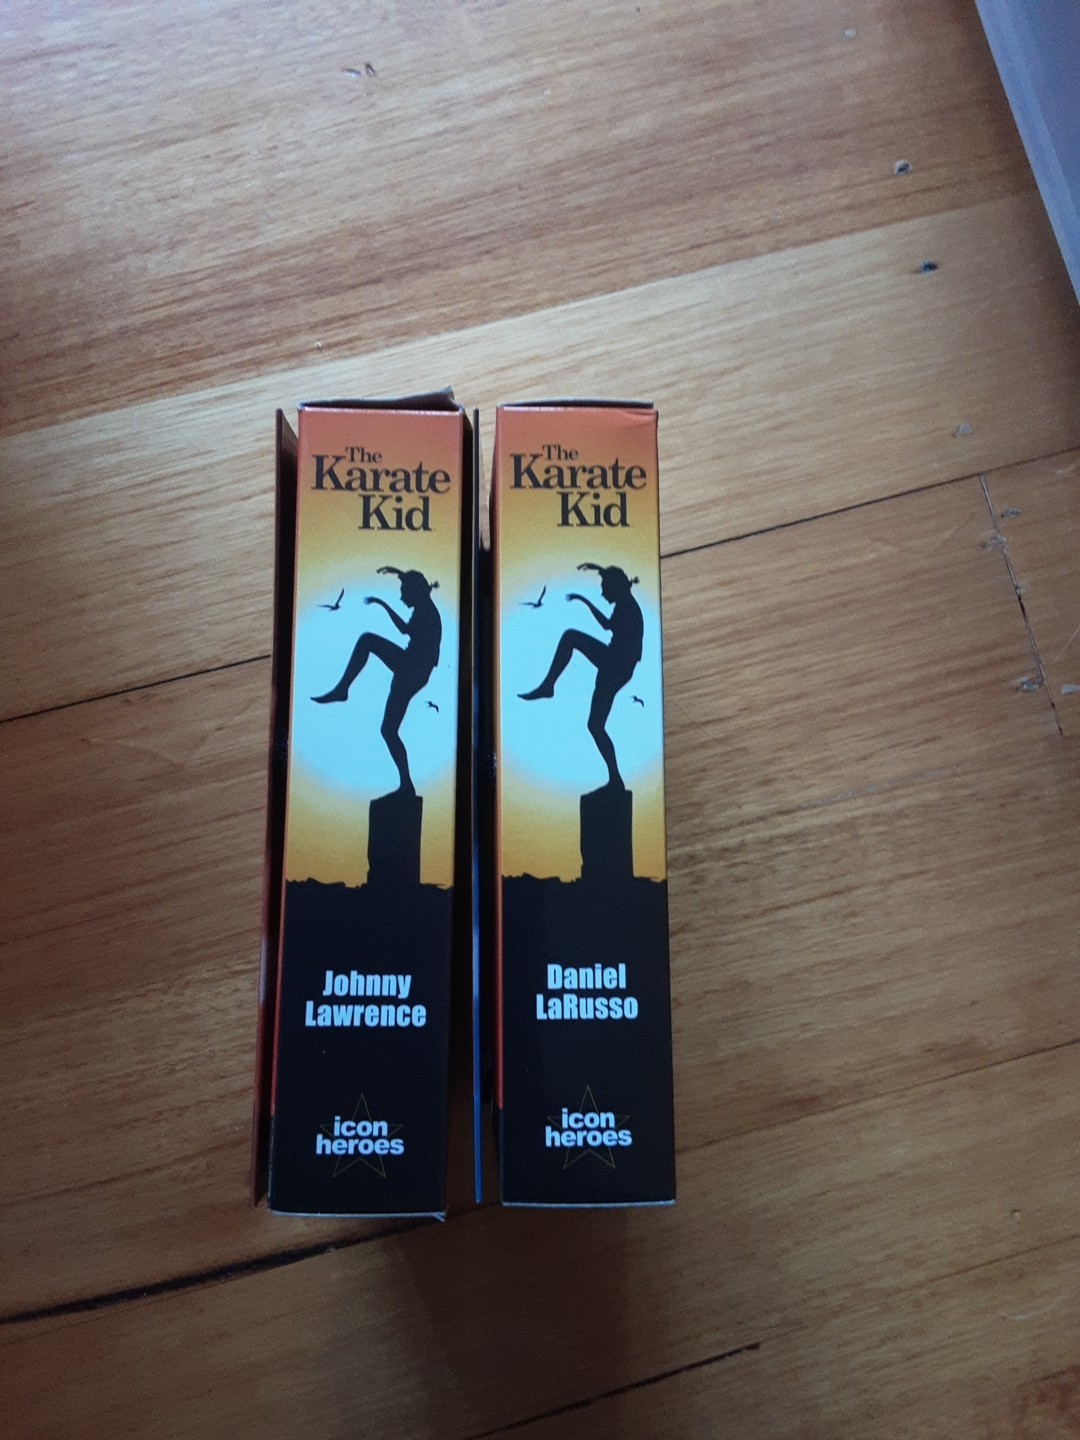 The
Karate
Kid
Johnny
Lawrence
icon
heroes
The
Karate
Kid
Daniel
LaRusso
icon
heroes